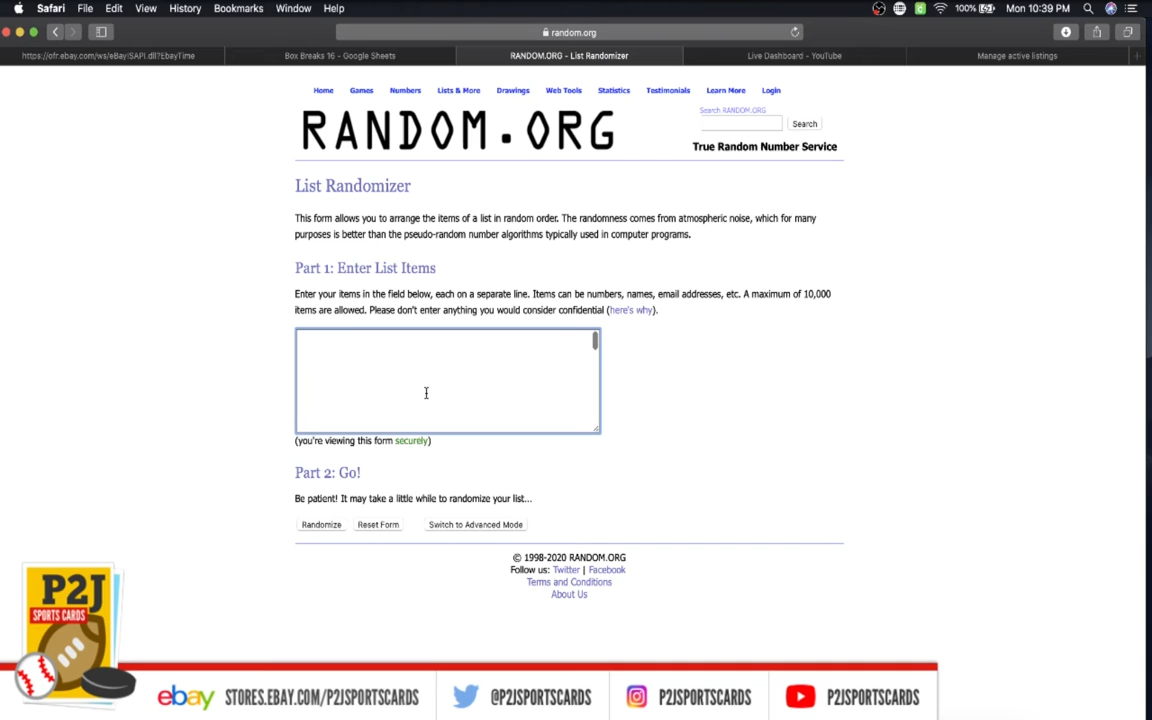 Safari File Edit View History Bookmarks Window Help 100% Mon 10:39 PM
random.org
https://ofr.ebay.com/ws/eBayISAPI.dll?EbayTime Box Breaks 16 - Google Sheets RANDOM.ORG - List Randomizer Live Dashboard - YouTube Manage active listings
Home Games Numbers Lists & More Drawings Web Tools Statistics Testimonials Learn More Login
Search RANDOM.ORG
RANDOM.ORG
Search
True Random Number Service
List Randomizer
This form allows you to arrange the items of a list in random order. The randomness comes from atmospheric noise, which for many
purposes is better than the pseudo-random number algorithms typically used in computer programs.
Part 1: Enter List Items
Enter your items in the field below, each on a separate line. Items can be numbers, names, email addresses, etc. A maximum of 10,000
items are allowed. Please don't enter anything you would consider confidential (here's why).
(you're viewing this form securely)
Part 2: Go!
Be patient! It may take a little while to randomize your list...
Randomize Reset Form Switch to Advanced Mode
© 1998-2020 RANDOM.ORG
Follow us: Twitter | Facebook
Terms and Conditions
About Us
P2J
SPORTS CARDS
ebay STORES.EBAY.COM/P2JSPORTSCARDS @P2JSPORTSCARDS P2JSPORTSCARDS P2JSPORTSCARDS